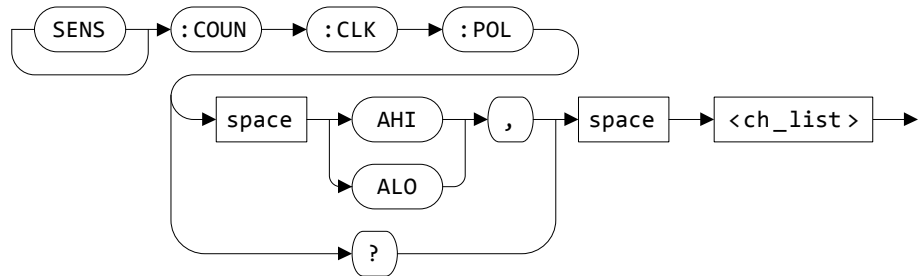 SENS :COUN :CLK :POL
space AHI , space <ch_list>
ALO
?